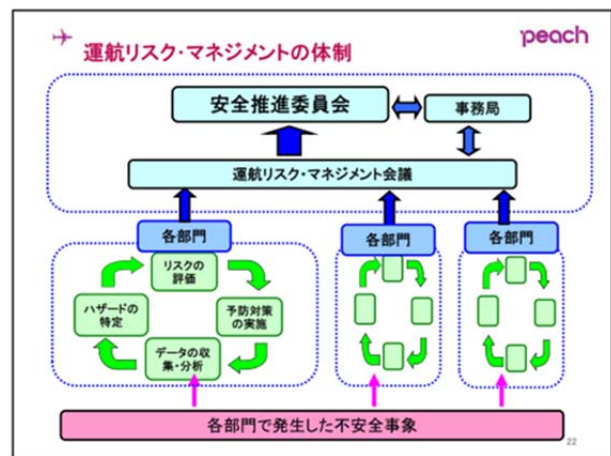 peach
運航リスク・マネジメントの体制
安全推進委員会
事務局
運航リスク・マネジメント会議
各部門
各部門
各部門
リスクの
評価
ハザードの
特定
予防対策
の実施
データの収
集・分析
各部門で発生した不安全事象
22